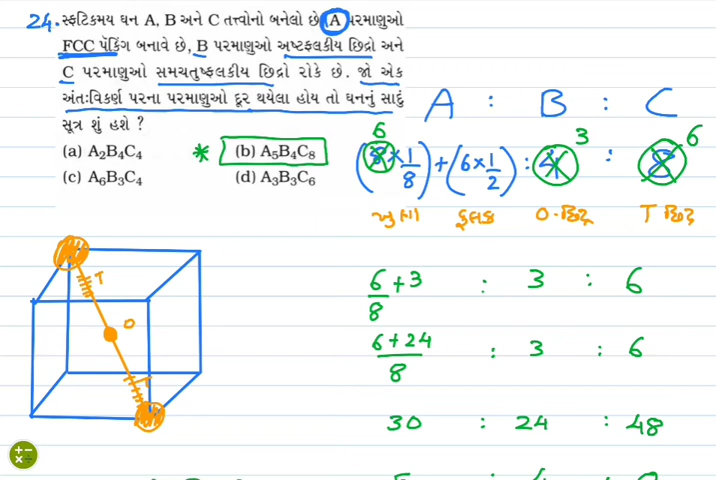 24. સ્ફટિકમય ઘન A, B અને C તત્ત્વોનો બનેલો છે. A પરમાણુઓ
FCC પૅકિંગ બનાવે છે, B પરમાણુઓ અષ્ટફલકીય છિદ્રો અને
C પરમાણુઓ સમચતુષ્ફલકીય છિદ્રો રોકે છે. જો એક
અંતઃવિકર્ણ પરના પરમાણુઓ દૂર થયેલા હોય તો ઘનનું સાદું
સૂત્ર શું હશે ?
(a) A₂B₄C₄ * (b) A₅B₄C₈
(c) A₆B₃C₄ (d) A₃B₃C₆
A : B : C
6 3 6
(8 × 1/8) + (6 × 1/2) : 4 : 8
ખુણા ફલક O-છિદ્ર T છિદ્ર
6/8 + 3 : 3 : 6
6 + 24 / 8 : 3 : 6
30 : 24 : 48
T
O
T